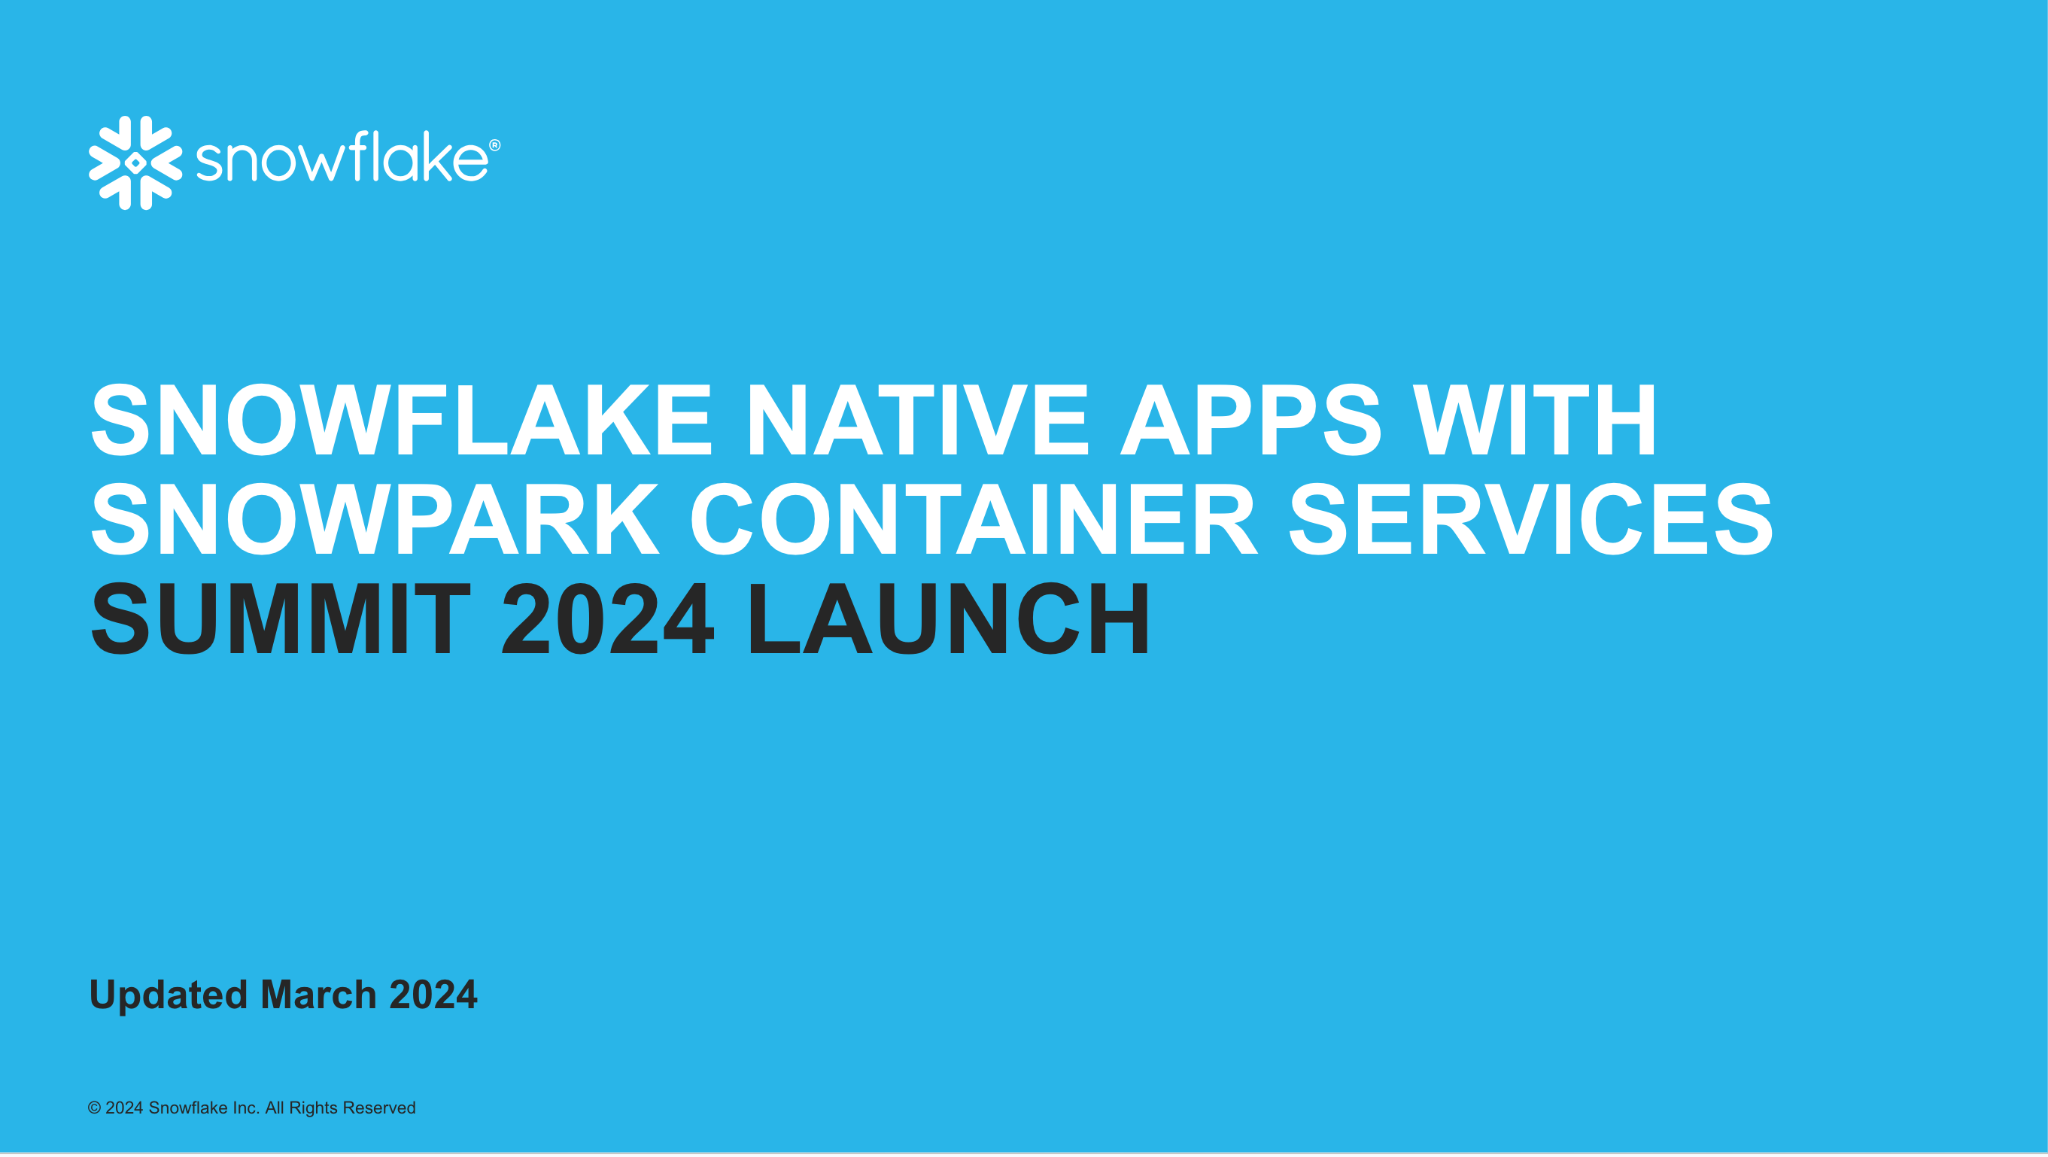 snowflake®
SNOWFLAKE NATIVE APPS WITH
SNOWPARK CONTAINER SERVICES
SUMMIT 2024 LAUNCH
Updated March 2024
© 2024 Snowflake Inc. All Rights Reserved